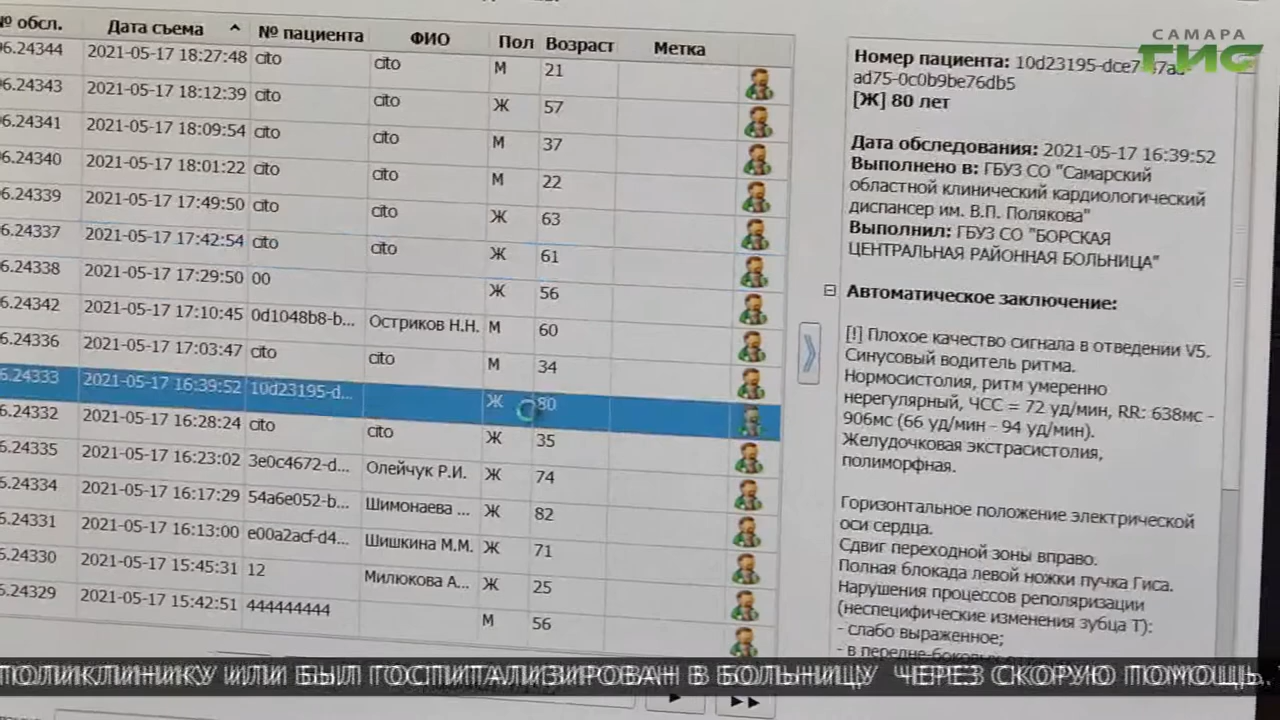 № обсл. Дата съема № пациента ФИО Пол Возраст Метка
6.24344 2021-05-17 18:27:48 cito cito М 21
6.24343 2021-05-17 18:12:39 cito cito Ж 57
6.24341 2021-05-17 18:09:54 cito cito М 37
6.24340 2021-05-17 18:01:22 cito cito М 22
6.24339 2021-05-17 17:49:50 cito cito Ж 63
6.24337 2021-05-17 17:42:54 cito cito Ж 61
6.24338 2021-05-17 17:29:50 00 Ж 56
6.24342 2021-05-17 17:10:45 0d1048b8-b... Остриков Н.Н. М 60
6.24336 2021-05-17 17:03:47 cito cito М 34
6.24333 2021-05-17 16:39:52 10d23195-d... Ж 80
6.24332 2021-05-17 16:28:24 cito cito Ж 35
6.24335 2021-05-17 16:23:02 3e0c4672-d... Олейчук Р.И. Ж 74
6.24334 2021-05-17 16:17:29 54a6e052-b... Шимонаева ... Ж 82
6.24331 2021-05-17 16:13:00 e00a2acf-d4... Шишкина М.М. Ж 71
6.24330 2021-05-17 15:45:31 12 Милюкова А... Ж 25
6.24329 2021-05-17 15:42:51 444444444 М 56
САМАРА
ГИС
Номер пациента: 10d23195-dce7
ad75-0c0b9be76db5
[Ж] 80 лет
Дата обследования: 2021-05-17 16:39:52
Выполнено в: ГБУЗ СО "Самарский
областной клинический кардиологический
диспансер им. В.П. Полякова"
Выполнил: ГБУЗ СО "БОРСКАЯ
ЦЕНТРАЛЬНАЯ РАЙОННАЯ БОЛЬНИЦА"
Автоматическое заключение:
[!] Плохое качество сигнала в отведении V5.
Синусовый водитель ритма.
Нормосистолия, ритм умеренно
нерегулярный, ЧСС = 72 уд/мин, RR: 638мс -
906мс (66 уд/мин - 94 уд/мин).
Желудочковая экстрасистолия,
полиморфная.
Горизонтальное положение электрической
оси сердца.
Сдвиг переходной зоны вправо.
Полная блокада левой ножки пучка Гиса.
Нарушения процессов реполяризации
(неспецифические изменения зубца Т):
- слабо выраженное;
- в передне-боковых
ПОЛИКЛИНИКУ ИЛИ БЫЛ ГОСПИТАЛИЗИРОВАН В БОЛЬНИЦУ ЧЕРЕЗ СКОРУЮ ПОМОЩЬ.